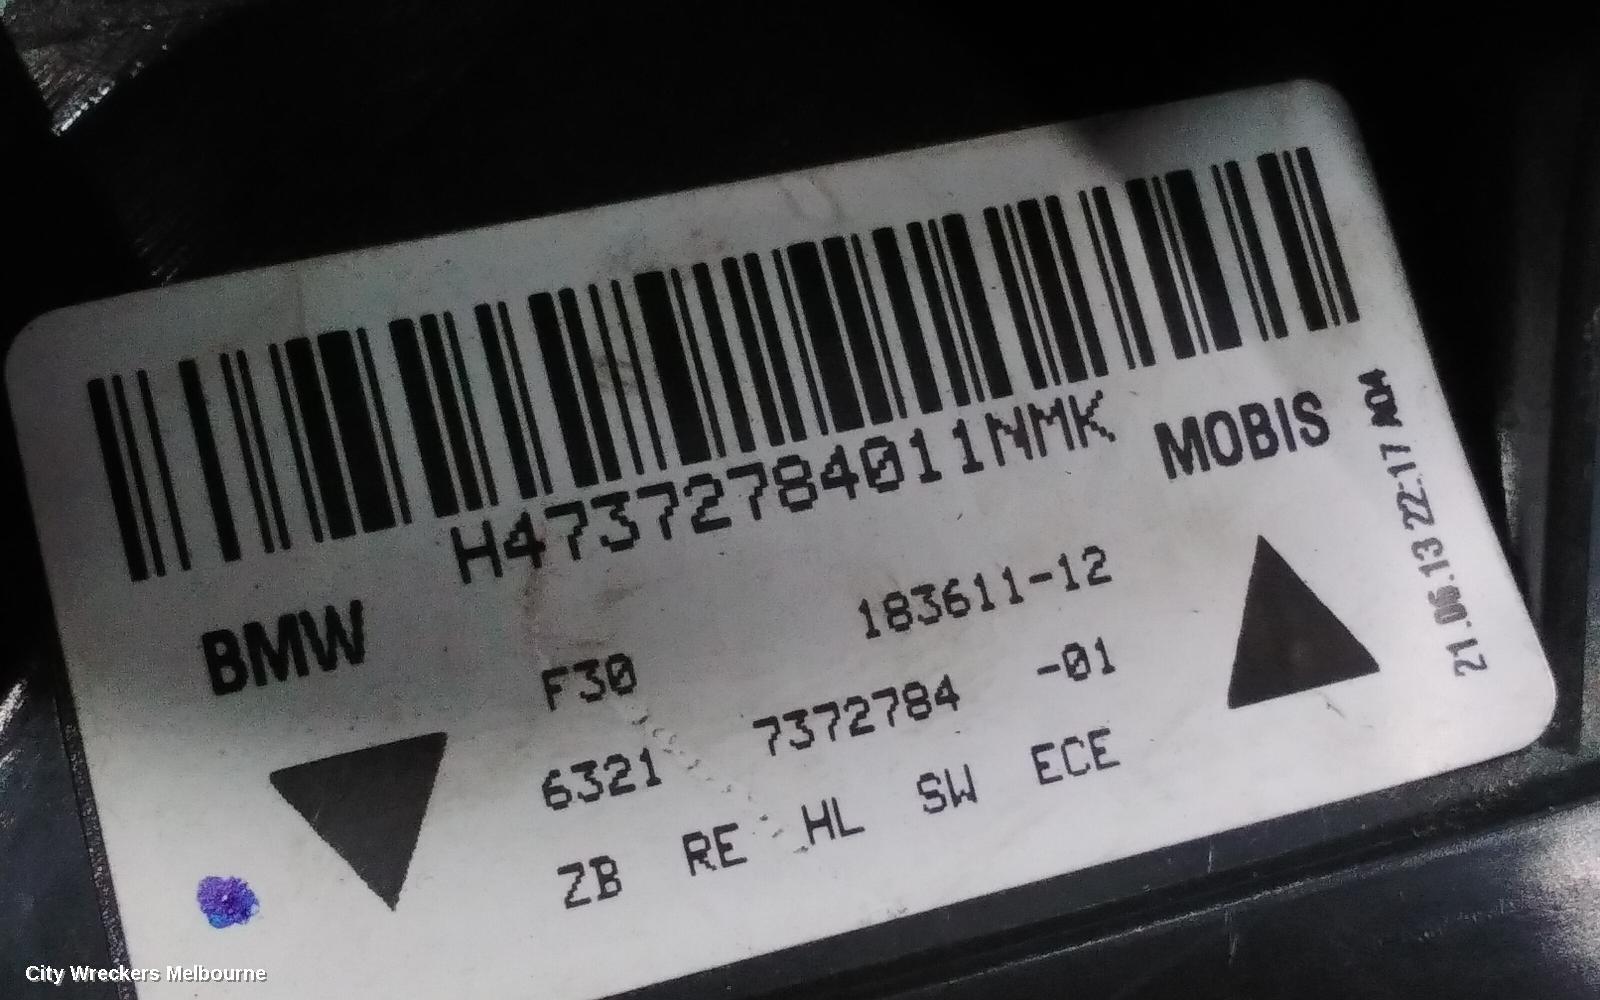 H47372784011NMK
MOBIS
BMW
F30 183611-12
6321 7372784 -01
ZB RE HL SW ECE
21.06.13 22:17 A04
City Wreckers Melbourne